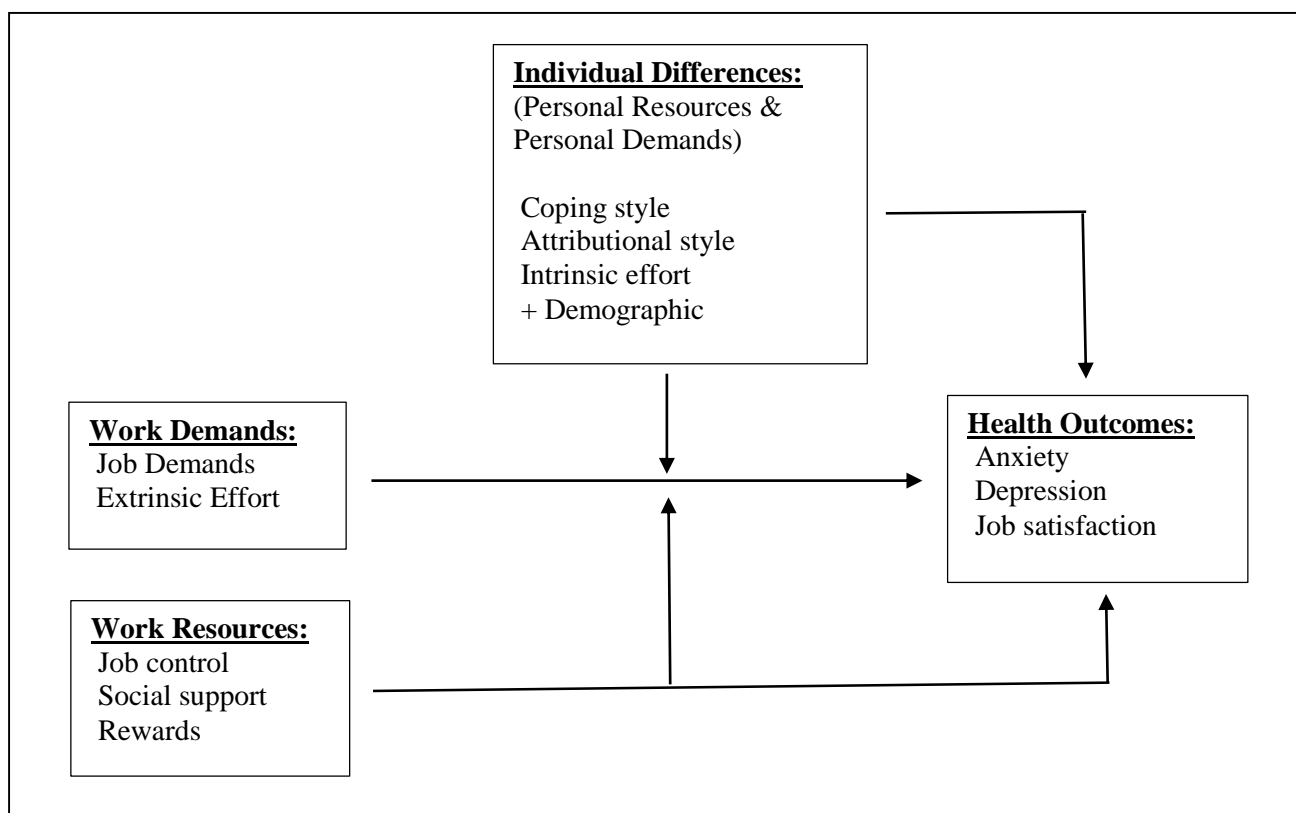 Individual Differences:
(Personal Resources &
Personal Demands)
Coping style
Attributional style
Intrinsic effort
+ Demographic
Work Demands:
Job Demands
Extrinsic Effort
Health Outcomes:
Anxiety
Depression
Job satisfaction
Work Resources:
Job control
Social support
Rewards